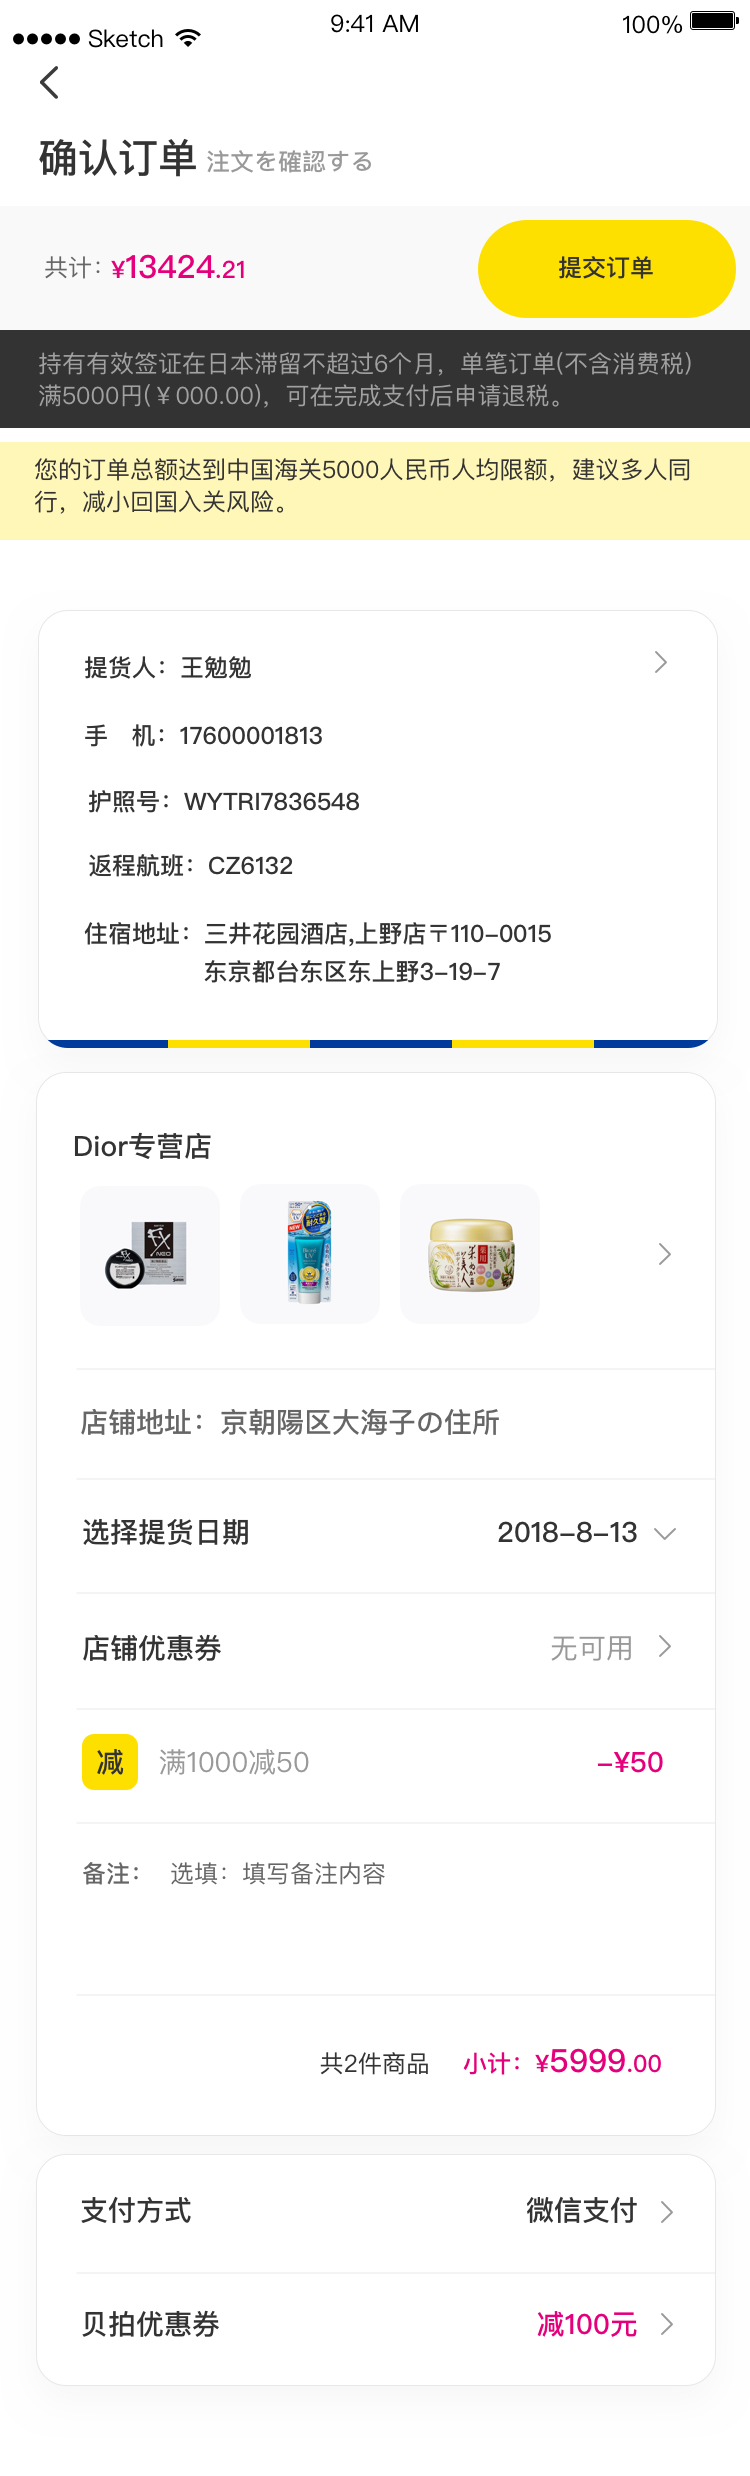 Sketch
9:41 AM
100%
确认订单 注文を確認する
共计：¥13424.21
提交订单
持有有效签证在日本滞留不超过6个月，单笔订单(不含消费税)
满5000円(￥000.00)，可在完成支付后申请退税。
您的订单总额达到中国海关5000人民币人均限额，建议多人同
行，减小回国入关风险。
提货人：王勉勉
手 机：17600001813
护照号：WYTRI7836548
返程航班：CZ6132
住宿地址：三井花园酒店,上野店〒110-0015
东京都台东区东上野3-19-7
Dior专营店
FX
NEO
NEW
耐久型
Biore
UV
薬用
美人
店铺地址：京朝陽区大海子の住所
选择提货日期
2018-8-13
店铺优惠券
无可用
减 满1000减50
-¥50
备注： 选填：填写备注内容
共2件商品 小计：¥5999.00
支付方式
微信支付
贝拍优惠券
减100元